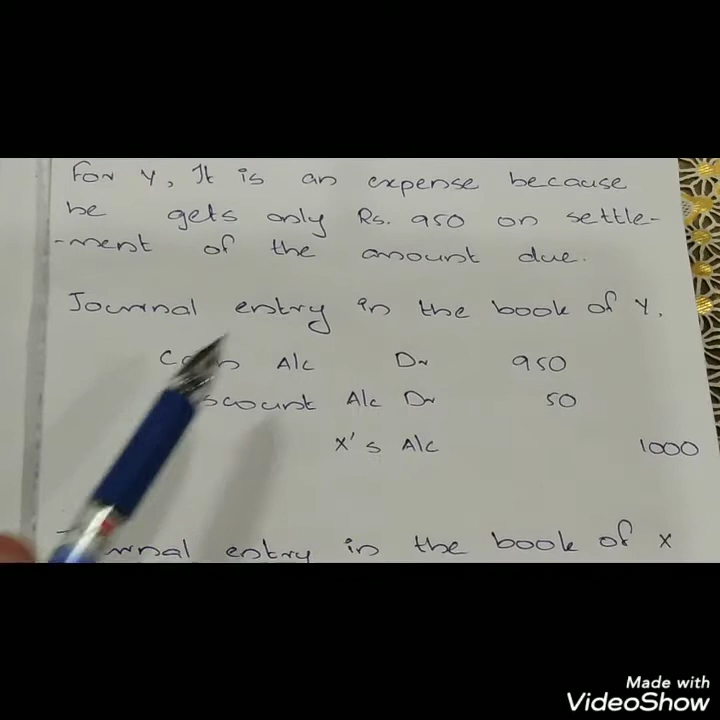 For Y, It is an expense because
he gets only Rs. 950 on settle-
-ment of the amount due.
Journal entry in the book of Y.
A/c Dr 950
A/c Dr 50
X's A/c 1000
entry in the book of X
Made with
VideoShow